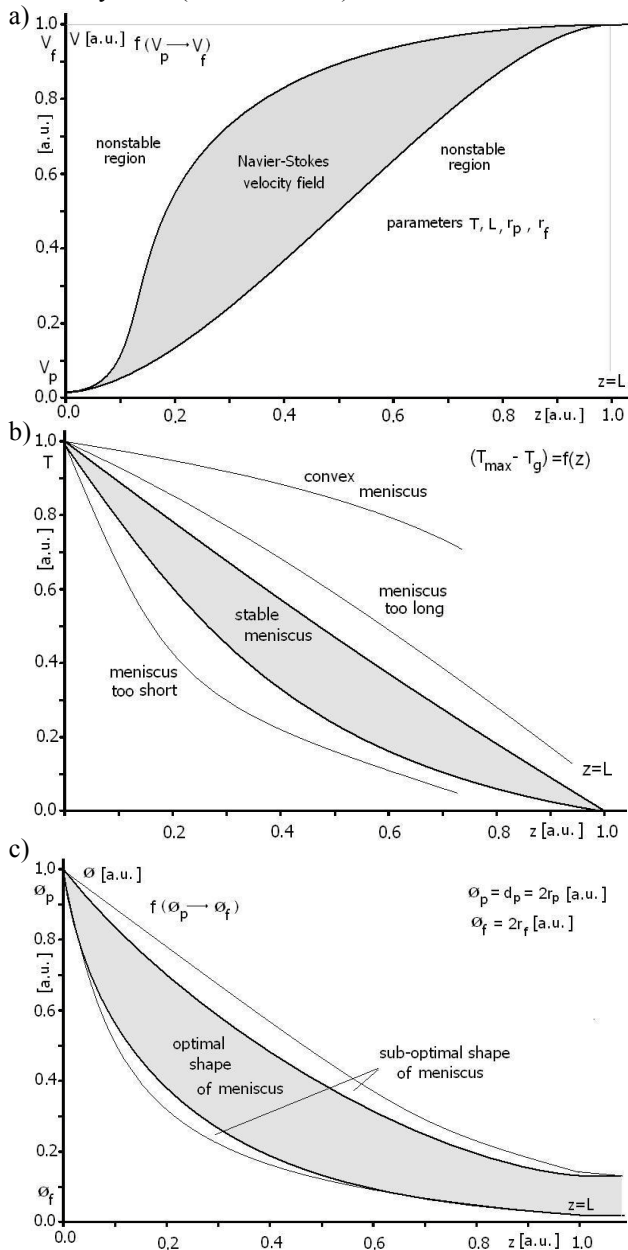 a)
V_f V [a.u.] f (V_p → V_f)
1.0
[a.u.]
0.8
nonstable
region
Navier-Stokes
velocity field
nonstable
region
0.6
parameters T, L, r_p , r_f
0.4
0.2
V_p
0.0
z=L
0.0 0.2 0.4 0.6 0.8 1.0
z [a.u.]
b)
1.0
T
(T_max - T_g) =f(z)
convex
meniscus
0.8
[a.u.]
0.6
stable
meniscus
meniscus
too long
0.4
meniscus
too short
0.2
z=L
0.0
0.2 0.4 0.6 0.8 1.0
z [a.u.]
c)
1.0
ø [a.u.]
ø_p
f (ø_p → ø_f)
ø_p = d_p = 2r_p [a.u.]
ø_f = 2r_f [a.u.]
0.8
[a.u.]
0.6
optimal
shape
of meniscus
sub-optimal shape
of meniscus
0.4
0.2
ø_f
z=L
0.0
0.2 0.4 0.6 0.8 1.0
z [a.u.]